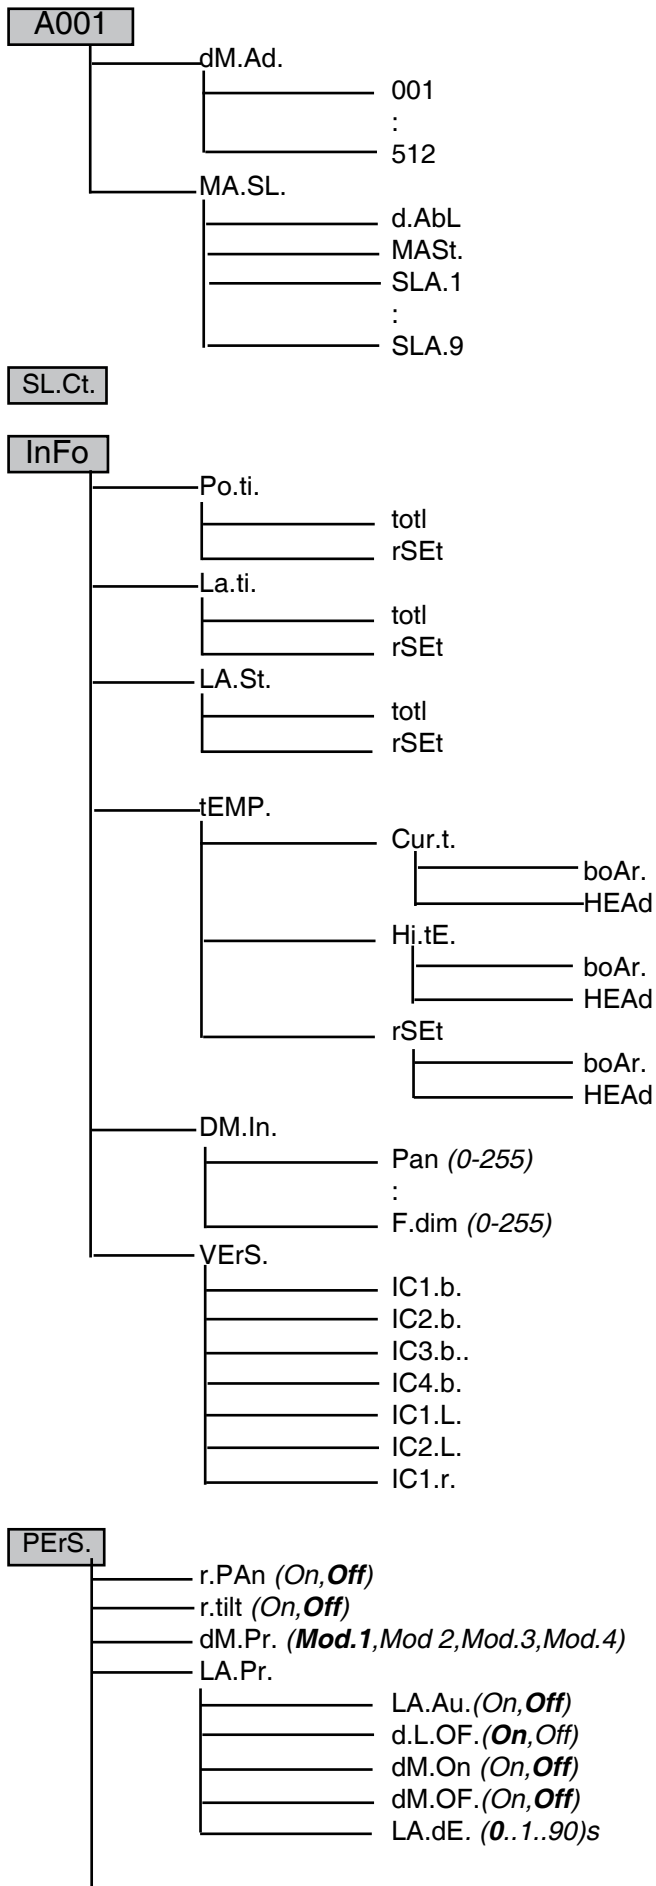 A001
dM.Ad.
001
:
512
MA.SL.
d.AbL
MASt.
SLA.1
:
SLA.9
SL.Ct.
InFo
Po.ti.
totl
rSEt
La.ti.
totl
rSEt
LA.St.
totl
rSEt
tEMP.
Cur.t.
boAr.
HEAd
Hi.tE.
boAr.
HEAd
rSEt
boAr.
HEAd
DM.In.
Pan (0-255)
:
F.dim (0-255)
VErS.
IC1.b.
IC2.b.
IC3.b..
IC4.b.
IC1.L.
IC2.L.
IC1.r.
PErS.
r.PAn (On,Off)
r.tilt (On,Off)
dM.Pr. (Mod.1,Mod 2,Mod.3,Mod.4)
LA.Pr.
LA.Au.(On,Off)
d.L.OF.(On,Off)
dM.On (On,Off)
dM.OF.(On,Off)
LA.dE. (0..1..90)s